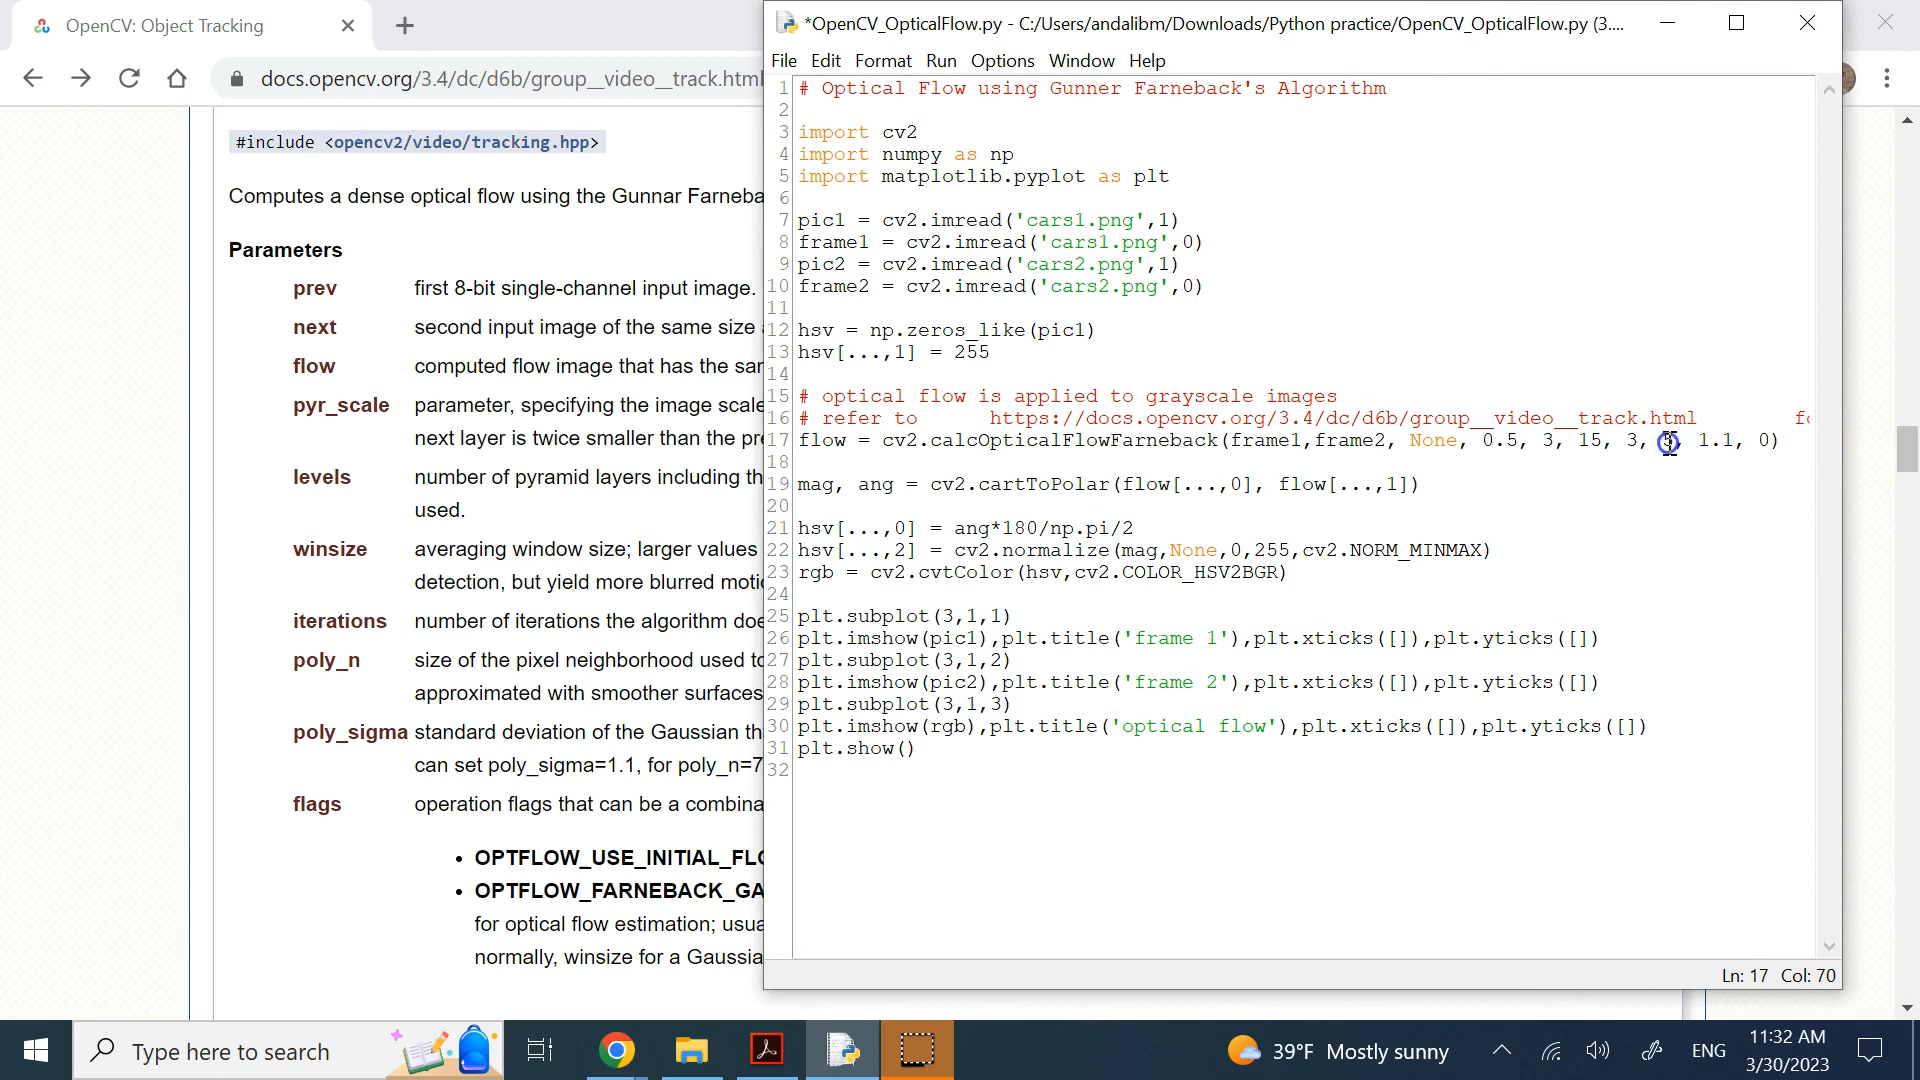 OpenCV: Object Tracking
docs.opencv.org/3.4/dc/d6b/group__video__track.html
#include <opencv2/video/tracking.hpp>
Computes a dense optical flow using the Gunnar Farneba
Parameters
prev first 8-bit single-channel input image.
next second input image of the same size
flow computed flow image that has the sar
pyr_scale parameter, specifying the image scale
next layer is twice smaller than the pre
levels number of pyramid layers including th
used.
winsize averaging window size; larger values
detection, but yield more blurred motio
iterations number of iterations the algorithm doe
poly_n size of the pixel neighborhood used to
approximated with smoother surfaces
poly_sigma standard deviation of the Gaussian th
can set poly_sigma=1.1, for poly_n=7
flags operation flags that can be a combina
• OPTFLOW_USE_INITIAL_FLO
• OPTFLOW_FARNEBACK_GA
for optical flow estimation; usua
normally, winsize for a Gaussia
*OpenCV_OpticalFlow.py - C:/Users/andalibm/Downloads/Python practice/OpenCV_OpticalFlow.py (3....
File Edit Format Run Options Window Help
1 # Optical Flow using Gunner Farneback's Algorithm
2
3 import cv2
4 import numpy as np
5 import matplotlib.pyplot as plt
6
7 pic1 = cv2.imread('cars1.png',1)
8 frame1 = cv2.imread('cars1.png',0)
9 pic2 = cv2.imread('cars2.png',1)
10 frame2 = cv2.imread('cars2.png',0)
11
12 hsv = np.zeros_like(pic1)
13 hsv[...,1] = 255
14
15 # optical flow is applied to grayscale images
16 # refer to https://docs.opencv.org/3.4/dc/d6b/group__video__track.html
17 flow = cv2.calcOpticalFlowFarneback(frame1,frame2, None, 0.5, 3, 15, 3, 5, 1.1, 0)
18
19 mag, ang = cv2.cartToPolar(flow[...,0], flow[...,1])
20
21 hsv[...,0] = ang*180/np.pi/2
22 hsv[...,2] = cv2.normalize(mag,None,0,255,cv2.NORM_MINMAX)
23 rgb = cv2.cvtColor(hsv,cv2.COLOR_HSV2BGR)
24
25 plt.subplot(3,1,1)
26 plt.imshow(pic1),plt.title('frame 1'),plt.xticks([]),plt.yticks([])
27 plt.subplot(3,1,2)
28 plt.imshow(pic2),plt.title('frame 2'),plt.xticks([]),plt.yticks([])
29 plt.subplot(3,1,3)
30 plt.imshow(rgb),plt.title('optical flow'),plt.xticks([]),plt.yticks([])
31 plt.show()
32
Ln: 17 Col: 70
Type here to search
39°F Mostly sunny
ENG
11:32 AM
3/30/2023